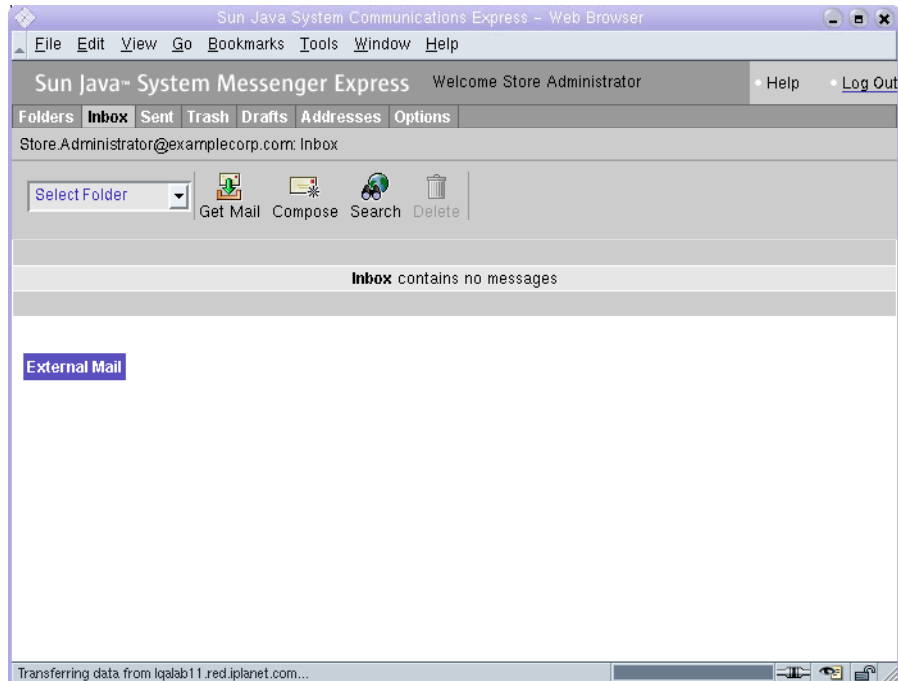 Sun Java System Communications Express – Web Browser
File Edit View Go Bookmarks Tools Window Help
Sun Java™ System Messenger Express Welcome Store Administrator Help Log Out
Folders Inbox Sent Trash Drafts Addresses Options
Store.Administrator@examplecorp.com: Inbox
Select Folder Get Mail Compose Search Delete
Inbox contains no messages
External Mail
Transferring data from lqalab11.red.iplanet.com...